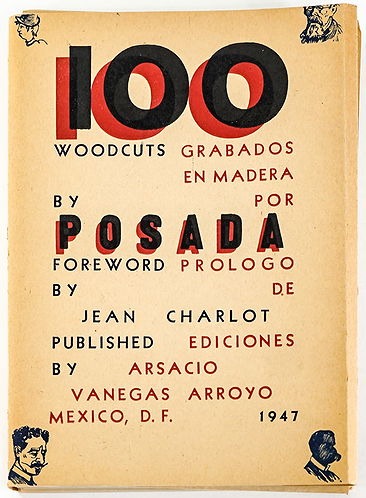 100
WOODCUTS GRABADOS
EN MADERA
BY POR
POSADA
FOREWORD PROLOGO
BY DE
JEAN CHARLOT
PUBLISHED EDICIONES
BY ARSACIO
VANEGAS ARROYO
MEXICO, D.F. 1947